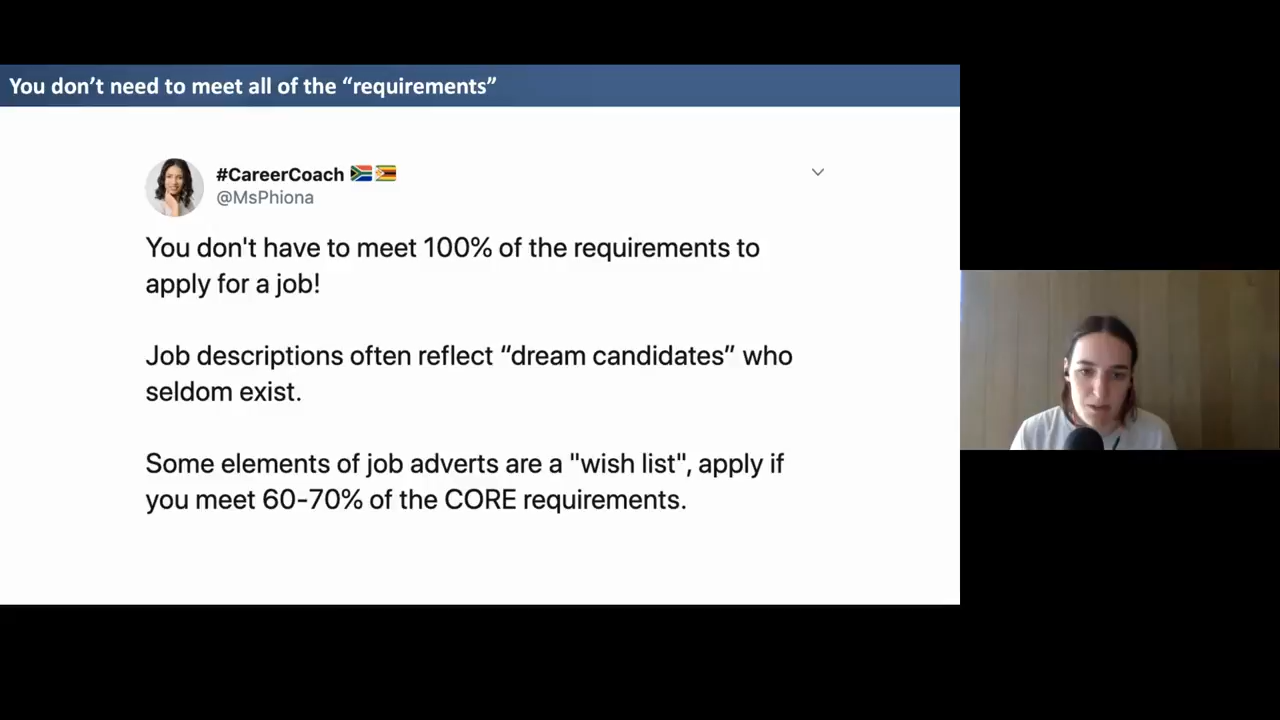 You don’t need to meet all of the “requirements”
#CareerCoach 🇿🇦🇿🇼
@MsPhiona
You don't have to meet 100% of the requirements to
apply for a job!
Job descriptions often reflect “dream candidates” who
seldom exist.
Some elements of job adverts are a "wish list", apply if
you meet 60-70% of the CORE requirements.